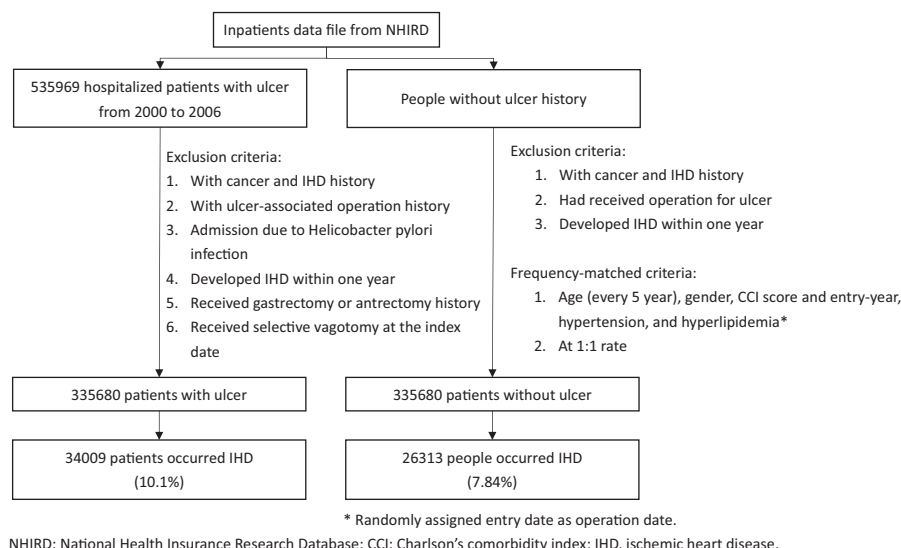 Inpatients data file from NHIRD
535969 hospitalized patients with ulcer
from 2000 to 2006
People without ulcer history
Exclusion criteria:
1. With cancer and IHD history
2. With ulcer-associated operation history
3. Admission due to Helicobacter pylori
infection
4. Developed IHD within one year
5. Received gastrectomy or antrectomy history
6. Received selective vagotomy at the index
date
Exclusion criteria:
1. With cancer and IHD history
2. Had received operation for ulcer
3. Developed IHD within one year
Frequency-matched criteria:
1. Age (every 5 year), gender, CCI score and entry-year,
hypertension, and hyperlipidemia*
2. At 1:1 rate
335680 patients with ulcer
335680 patients without ulcer
34009 patients occurred IHD
(10.1%)
26313 people occurred IHD
(7.84%)
* Randomly assigned entry date as operation date.
NHIRD: National Health Insurance Research Database; CCI: Charlson’s comorbidity index; IHD, ischemic heart disease.